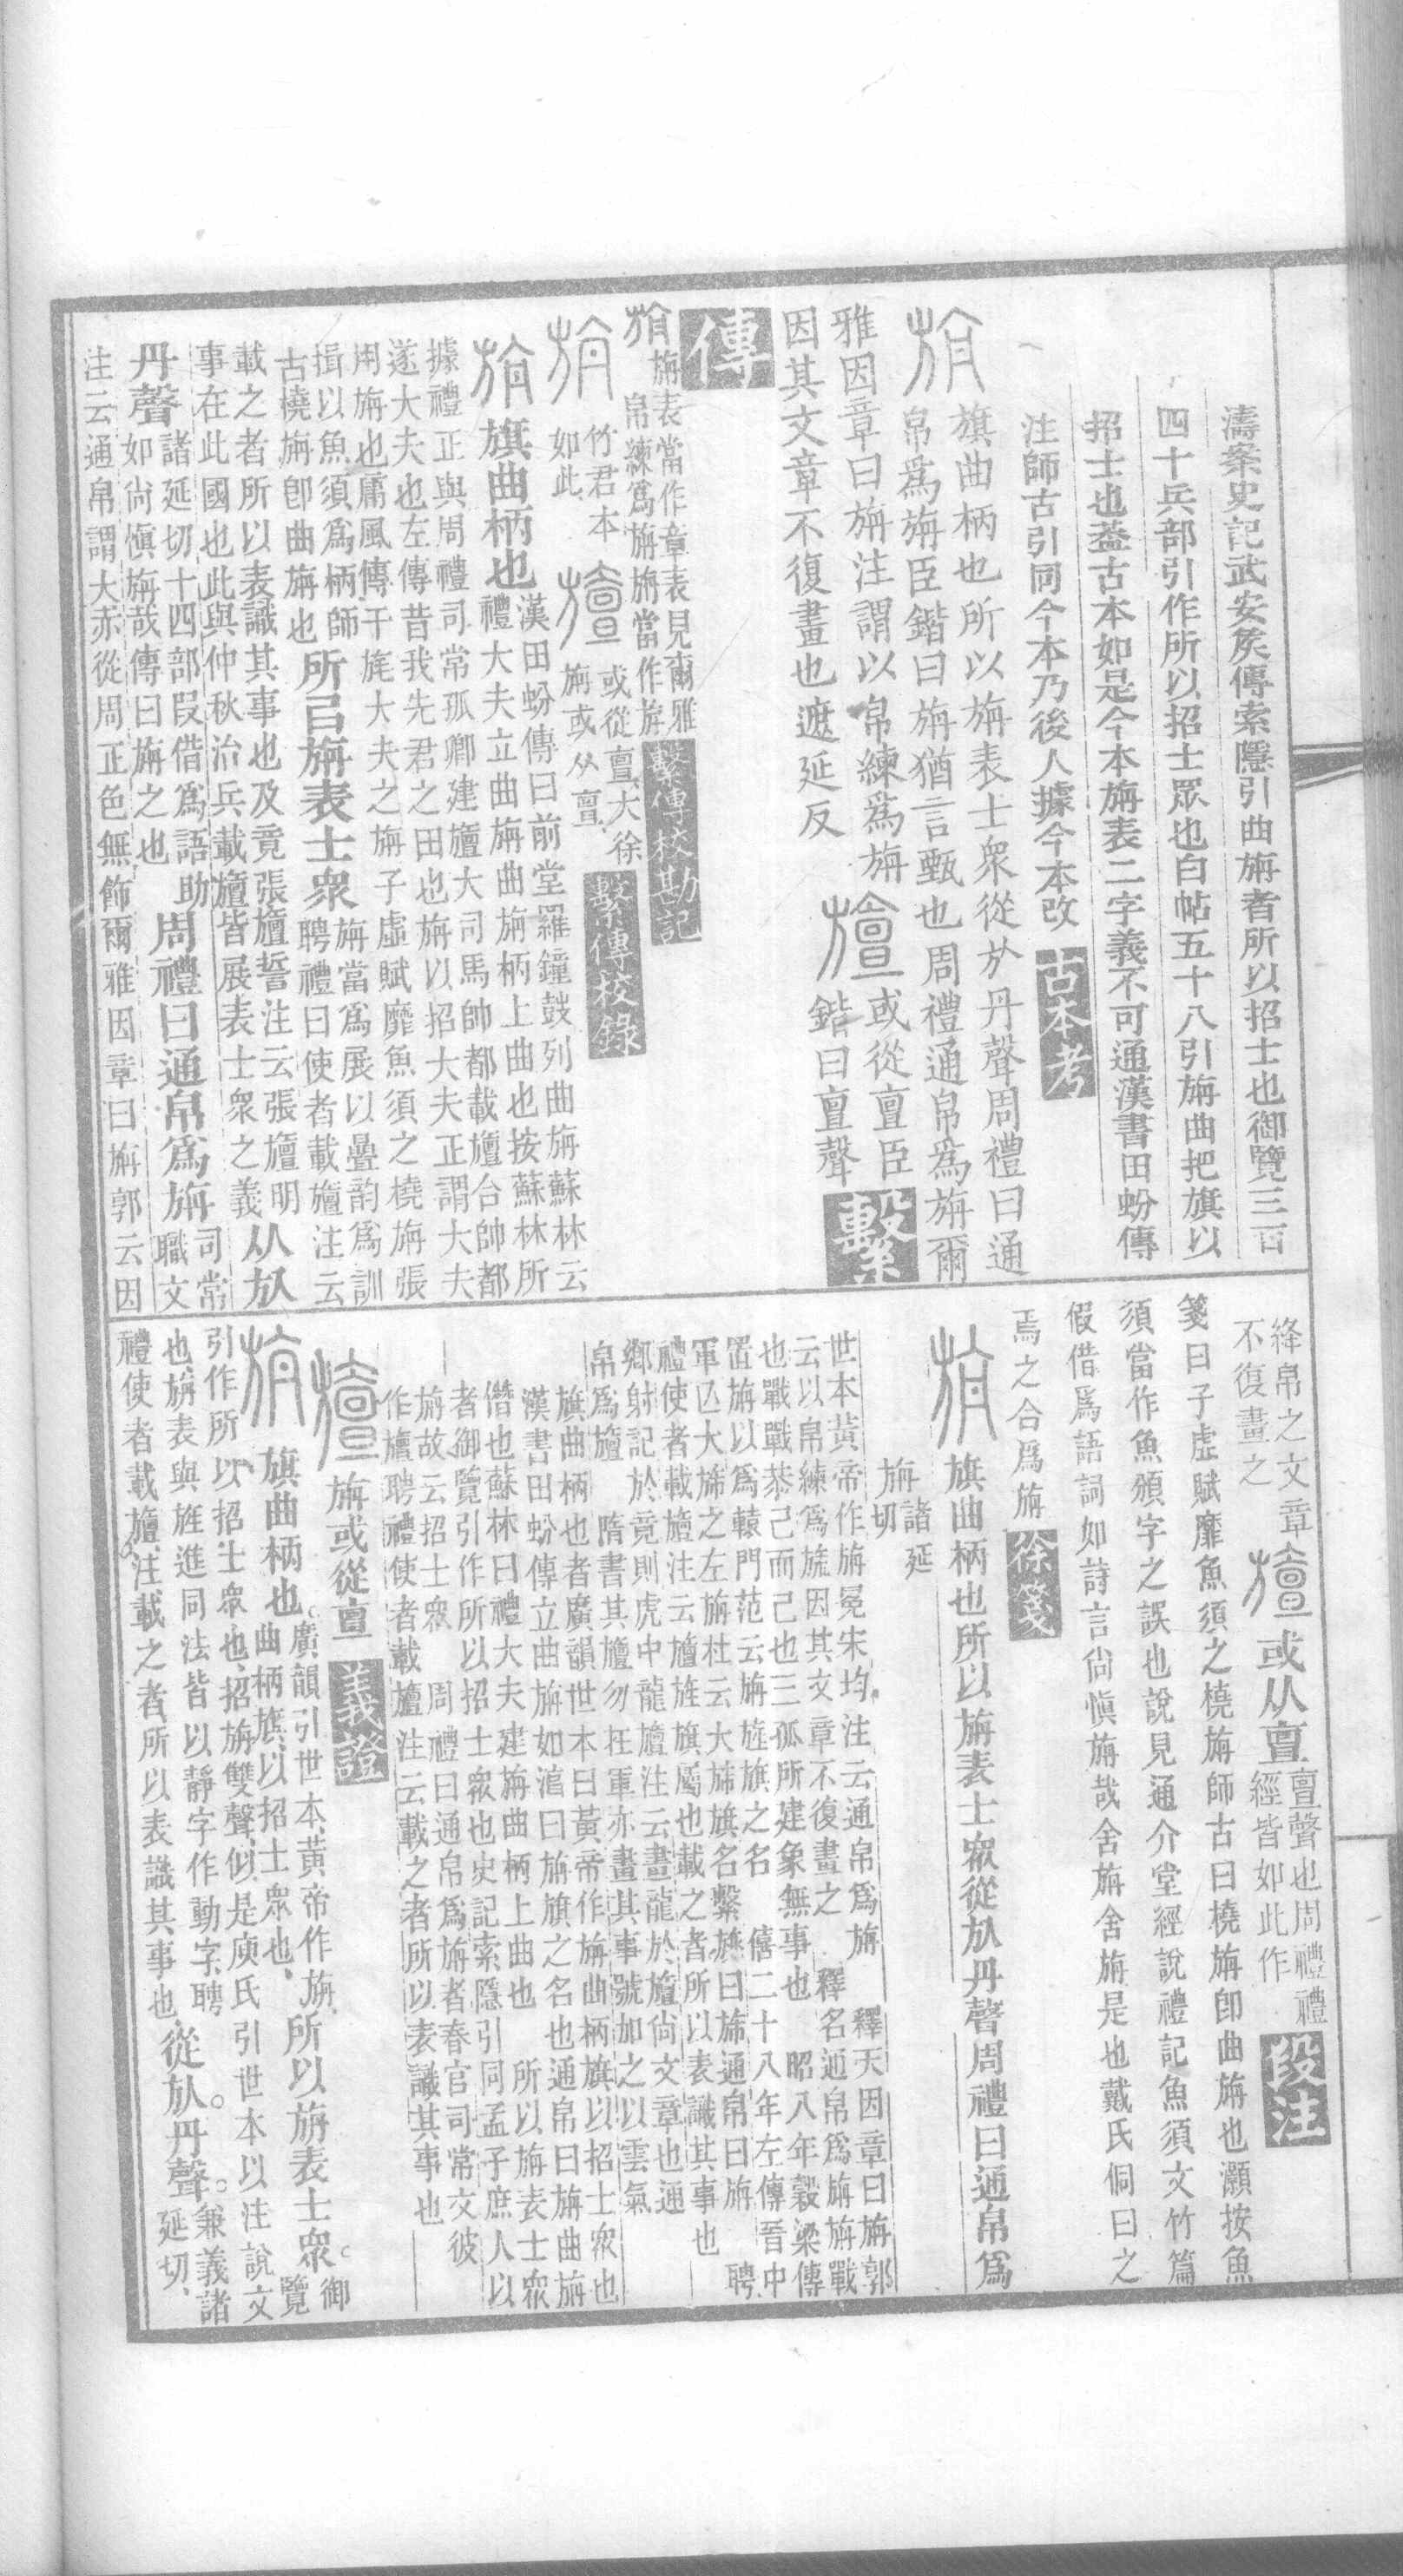 濤案史記武安矦傳索隱引曲旃者所以招士也御覽三百
四十兵部引作所以招士眾也白帖五十八引旃曲把旗以
招士也葢古本如是今本旃表二字義不可通漢書田蚡傳
注師古引同今本乃後人據今本改 古本考
旃 旗曲柄也所以旃表士衆從㫃丹聲周禮曰通
帛爲旃臣鍇曰旃猶言甄也周禮通帛爲旃爾
雅因章曰旃注謂以帛練爲旃 旜 或從亶臣
因其文章不復畫也遮延反 鍇曰亶聲 繫
傳
旃 旃表當作章表見爾雅
帛練爲旃旃當作旂 繫傳校勘記
旃 竹君本
如此 旜 或從亶大徐
旃或从亶 繫傳校錄
旃 旗曲柄也 漢田蚡傳曰前堂羅鐘鼓列曲旃蘇林云
禮大夫立曲旃曲旃柄上曲也按蘇林所
據禮正與周禮司常孤卿建旜大司馬帥都載旜合帥都
遂大夫也左傳昔我先君之田也旃以招大夫正謂大夫
用旃也鄘風傳干旄大夫之旃子虛賦靡魚須之橈旃張
揖以魚須爲柄師
古橈旃卽曲旃也 所㠯旃表士衆 旃當爲展以疊韵爲訓
聘禮曰使者載旜注云
載之者所以表識其事也及竟張旜誓注云張旜明
事在此國也此與仲秋治兵載旜皆展表士衆之義 从㫃
丹聲 諸延切十四部叚借爲語助
如尙愼旃哉傳曰旃之也 周禮曰通帛爲旃 司常
職文
注云通帛謂大赤從周正色無飾爾雅因章曰旃郭云因
絳帛之文章
不復畫之 旜 或从亶 亶聲也周禮禮
經皆如此作 段注
箋曰子虛賦靡魚須之橈旃師古曰橈旃卽曲旃也灝按魚
須當作魚頒字之誤也說見通介堂經說禮記魚須文竹篇
假借爲語詞如詩言尙愼旃哉舍旃舍旃是也戴氏侗曰之
焉之合爲旃 徐箋
旃 旗曲柄也所以旃表士衆從㫃丹聲周禮曰通帛爲
旃諸延
切
世本黃帝作旃冕宋均注云通帛爲旃 釋天因章曰旃郭
云以帛練爲旒因其文章不復畫之 釋名通帛爲旃旃戰
也戰戰恭己而已也三孤所建象無事也 昭八年穀梁傳
置旃以爲轅門范云旃旌旗之名 僖二十八年左傳晉中
軍亡大旆之左旃杜云大旆旗名繫旐曰旆通帛曰旃 聘
禮使者載旜注云旜旌旗屬也載之者所以表識其事也
鄉射記於竟則虎中龍旜注云畫龍於旜尙文章也通
帛爲旜 隋書其旜勿在軍亦畫其事號加之以雲氣
旗曲柄也者廣韻世本曰黃帝作旃曲柄旗以招士衆也
漢書田蚡傳立曲旃如湻曰旃旗之名也通帛曰旃曲旃
僭也蘇林曰禮大夫建旃曲柄上曲也 所以旃表士衆
者御覽引作所以招士衆也史記索隱引同孟子庶人以
旃故云招士衆 周禮曰通帛爲旃者春官司常文彼
作旜聘禮使者載旜注云載之者所以表識其事也
旜 旃或從亶 義證
旃 旗曲柄也。 廣韻引世本、黃帝作旃、
曲柄旗以招士衆也、 所以旃表士衆。 御
覽
引作所以招士衆也、招旃雙聲、似是庾氏引世本以注說文
也、旃表與旌進同法皆以靜字作動字、聘
禮使者載旜、注載之者所以表識其事也、 從㫃。丹聲。 兼義諸
延切、